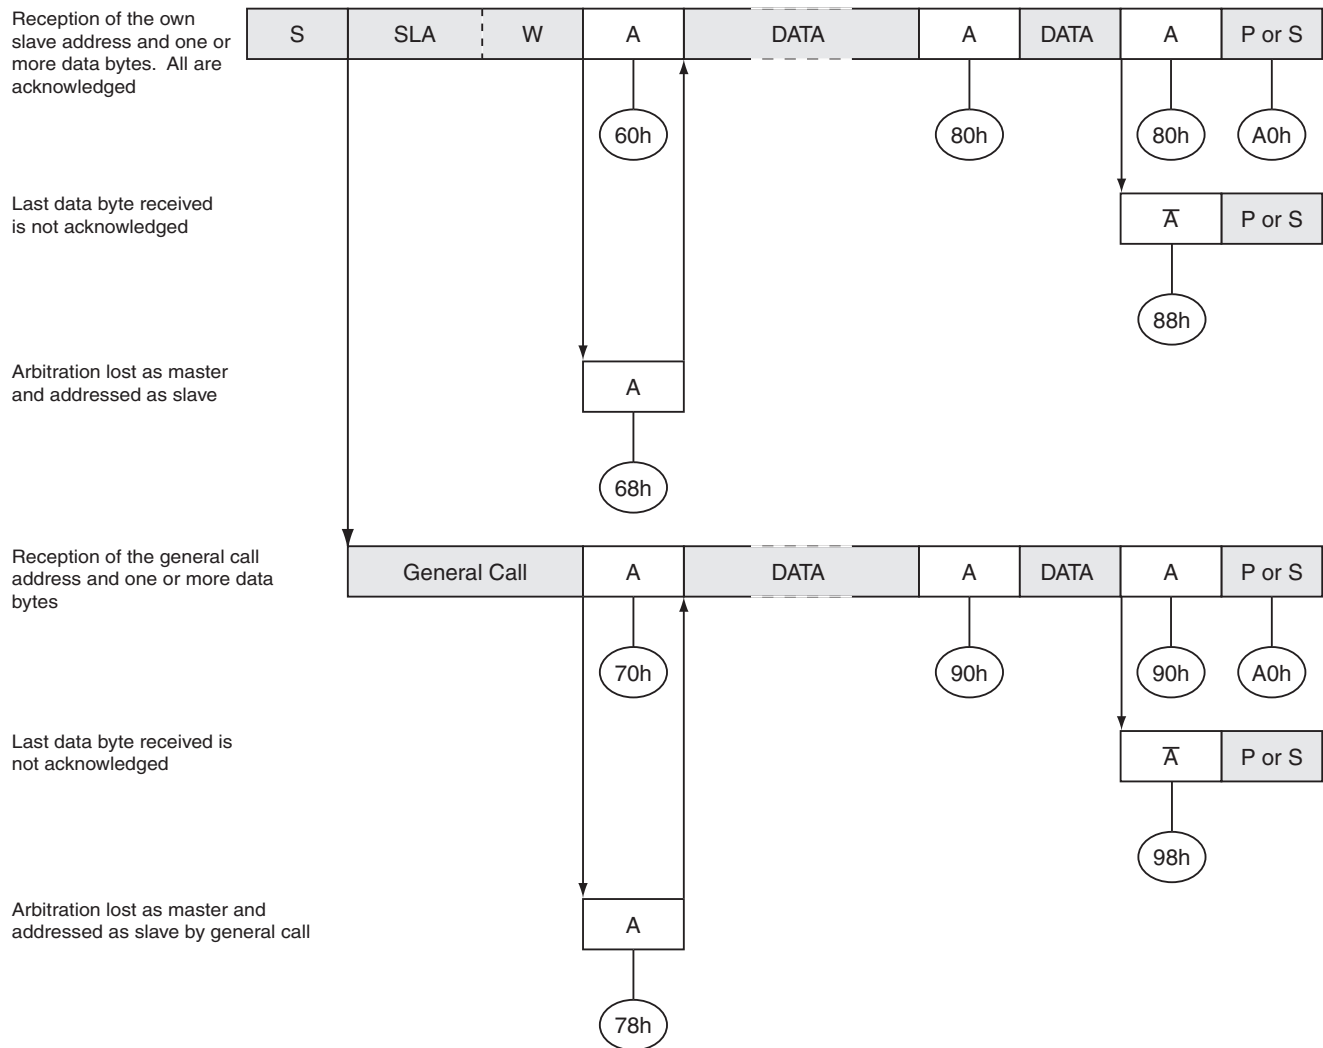 Reception of the own
slave address and one or
more data bytes. All are
acknowledged
S SLA W A DATA A DATA A P or S
60h 80h 80h A0h
Last data byte received
is not acknowledged
A̅ P or S
88h
Arbitration lost as master
and addressed as slave
A
68h
Reception of the general call
address and one or more data
bytes
General Call A DATA A DATA A P or S
70h 90h 90h A0h
Last data byte received is
not acknowledged
A̅ P or S
98h
Arbitration lost as master and
addressed as slave by general call
A
78h